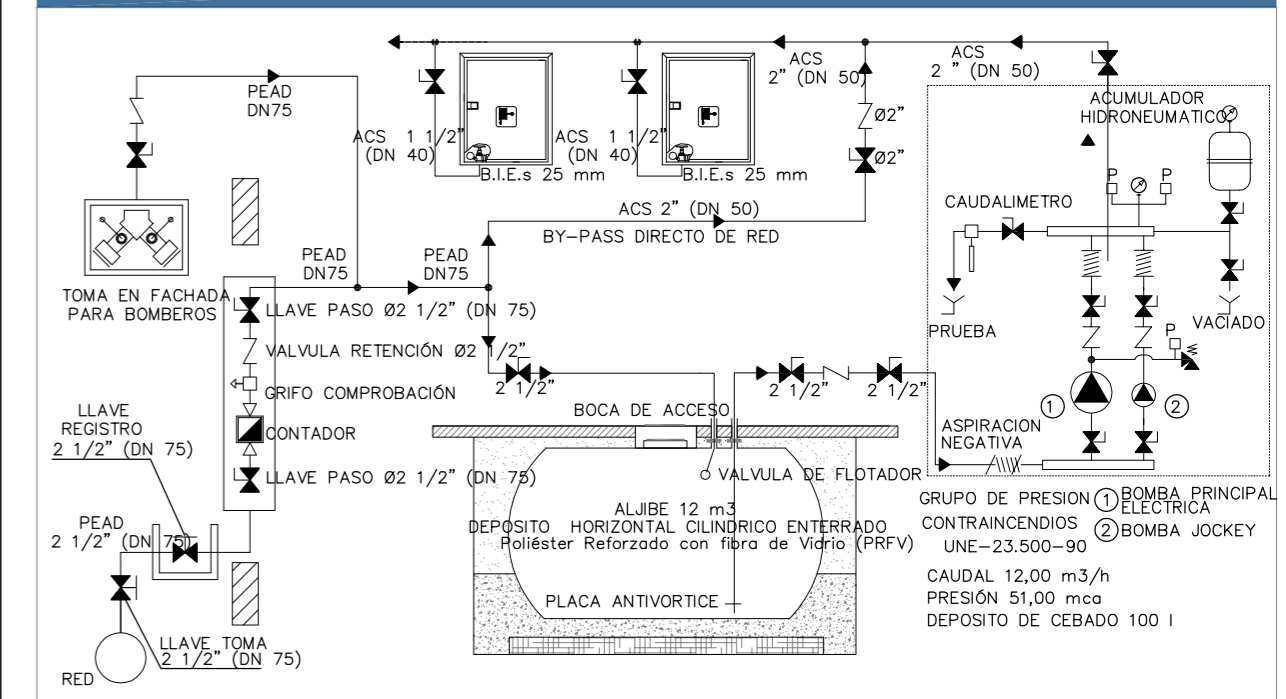 PEAD
DN75
ACS
2" (DN 50)
ACS
2 " (DN 50)
ACUMULADOR
HIDRONEUMATICO
Ø2"
ACS 1 1/2"
(DN 40)
ACS 1 1/2"
(DN 40)
Ø2"
B.I.E.s 25 mm
B.I.E.s 25 mm
P
P
CAUDALIMETRO
ACS 2" (DN 50)
BY-PASS DIRECTO DE RED
PEAD
DN75
PEAD
DN75
TOMA EN FACHADA
PARA BOMBEROS
LLAVE PASO Ø2 1/2" (DN 75)
PRUEBA
VACIADO
P
VALVULA RETENCIÓN Ø2 1/2"
2 1/2"
2 1/2"
2 1/2"
GRIFO COMPROBACIÓN
1
2
LLAVE
REGISTRO
2 1/2" (DN 75)
BOCA DE ACCESO
CONTADOR
ASPIRACION
NEGATIVA
LLAVE PASO Ø2 1/2" (DN 75)
VALVULA DE FLOTADOR
GRUPO DE PRESION
CONTRAINCENDIOS
UNE-23.500-90
1 BOMBA PRINCIPAL
ELECTRICA
2 BOMBA JOCKEY
ALJIBE 12 m3
DEPOSITO HORIZONTAL CILINDRICO ENTERRADO
Poliéster Reforzado con fibra de Vidrio (PRFV)
PEAD
2 1/2" (DN 75)
CAUDAL 12,00 m3/h
PRESIÓN 51,00 mca
DEPOSITO DE CEBADO 100 l
PLACA ANTIVORTICE
LLAVE TOMA
2 1/2" (DN 75)
RED